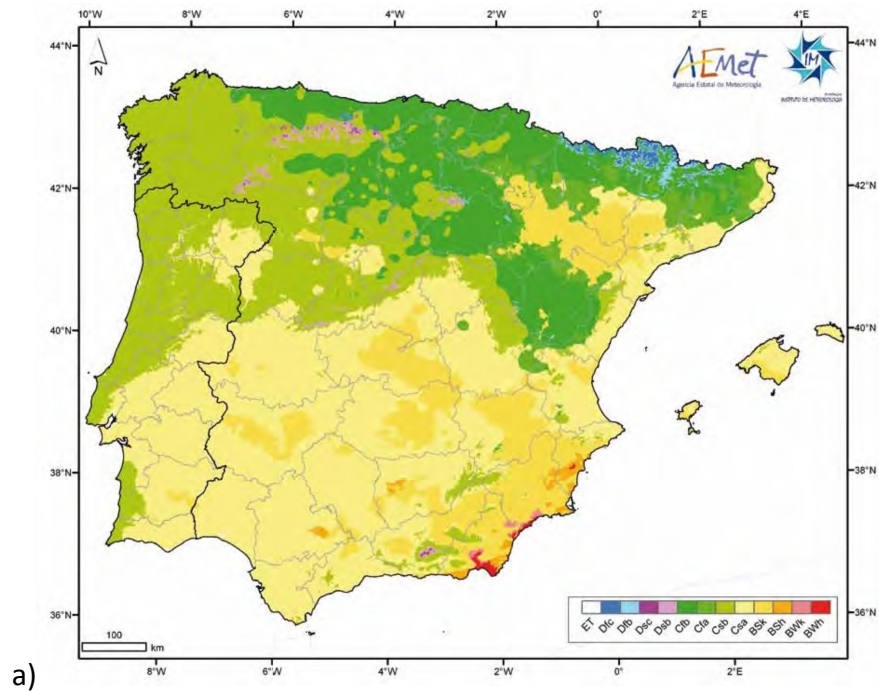 10°W 8°W 6°W 4°W 2°W 0° 2°E 4°E
44°N 44°N
N
AEMet
Agencia Estatal de Meteorología
IM
INSTITUTO DE METEOROLOGIA
42°N 42°N
40°N 40°N
38°N 38°N
36°N 36°N
ET Dfc Dfb Dsc Dsb Cfb Cfa Csb Csa BSk BSh BWk BWh
100
km
8°W 6°W 4°W 2°W 0° 2°E
a)